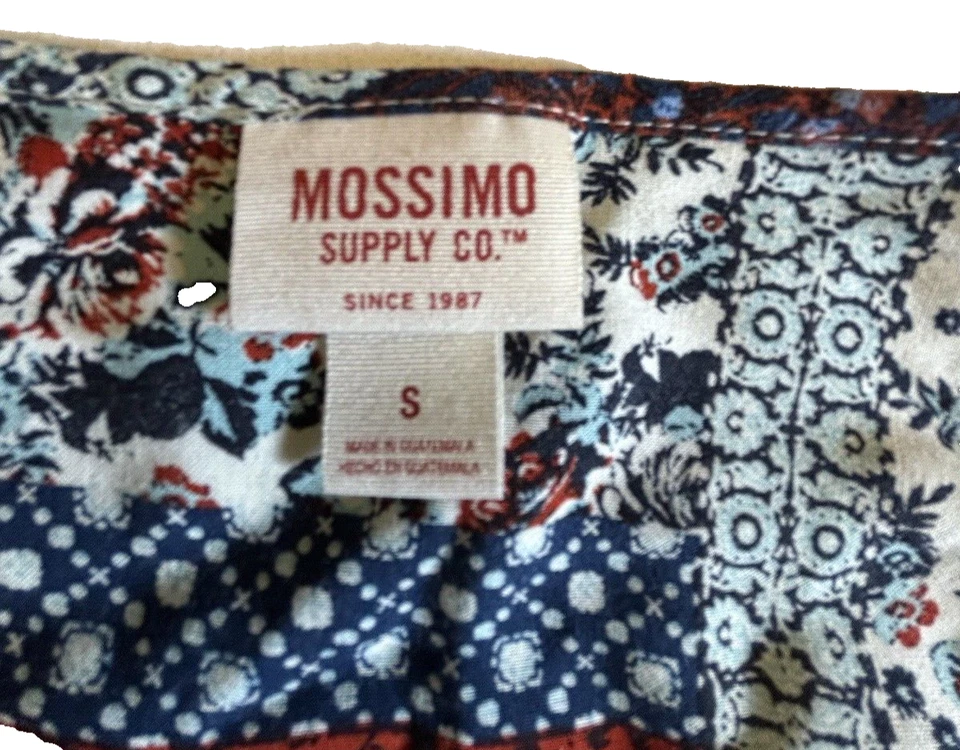 MOSSIMO
SUPPLY CO.™
SINCE 1987
S
MADE IN GUATEMALA
HECHO EN GUATEMALA